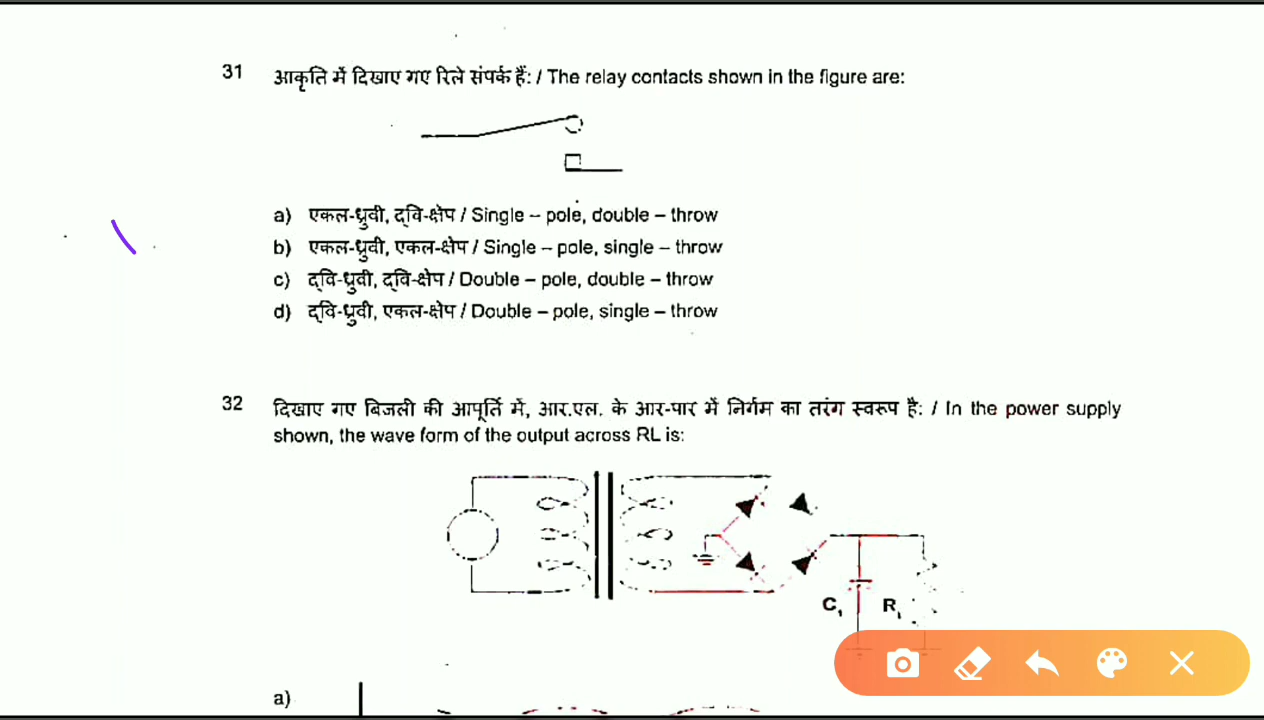 31 आकृति में दिखाए गए रिले संपर्क हैं: / The relay contacts shown in the figure are:
a) एकल-ध्रुवी, द्वि-क्षेप / Single – pole, double – throw
b) एकल-ध्रुवी, एकल-क्षेप / Single – pole, single – throw
c) द्वि-ध्रुवी, द्वि-क्षेप / Double – pole, double – throw
d) द्वि-ध्रुवी, एकल-क्षेप / Double – pole, single – throw
32 दिखाए गए बिजली की आपूर्ति में, आर.एल. के आर-पार में निर्गम का तरंग स्वरूप है: / In the power supply
shown, the wave form of the output across RL is:
C₁ R₁
a)